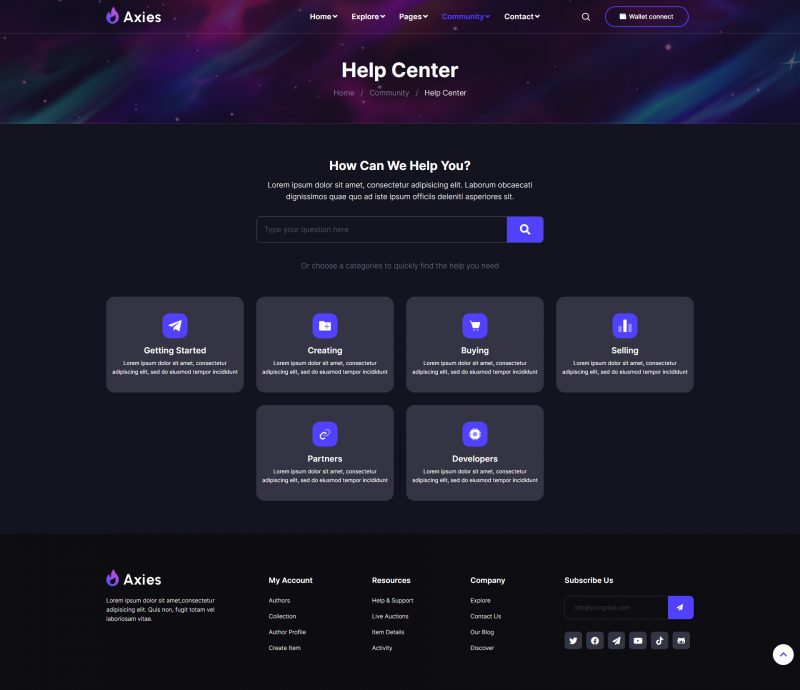 Axies
Home
Explore
Pages
Community
Contact
Wallet connect
Help Center
Home / Community / Help Center
How Can We Help You?
Lorem ipsum dolor sit amet, consectetur adipisicing elit. Laborum obcaecati
dignissimos quae quo ad iste ipsum officiis deleniti asperiores sit.
Type your question here
Or choose a categories to quickly find the help you need
Getting Started
Lorem ipsum dolor sit amet, consectetur
adipiscing elit, sed do eiusmod tempor incididunt
Creating
Lorem ipsum dolor sit amet, consectetur
adipiscing elit, sed do eiusmod tempor incididunt
Buying
Lorem ipsum dolor sit amet, consectetur
adipiscing elit, sed do eiusmod tempor incididunt
Selling
Lorem ipsum dolor sit amet, consectetur
adipiscing elit, sed do eiusmod tempor incididunt
Partners
Lorem ipsum dolor sit amet, consectetur
adipiscing elit, sed do eiusmod tempor incididunt
Developers
Lorem ipsum dolor sit amet, consectetur
adipiscing elit, sed do eiusmod tempor incididunt
Axies
Lorem ipsum dolor sit amet,consectetur
adipisicing elit. Quis non, fugit totam vel
laboriosam vitae.
My Account
Authors
Collection
Author Profile
Create Item
Resources
Help & Support
Live Auctions
Item Details
Activity
Company
Explore
Contact Us
Our Blog
Discover
Subscribe Us
info@yourgmail.com